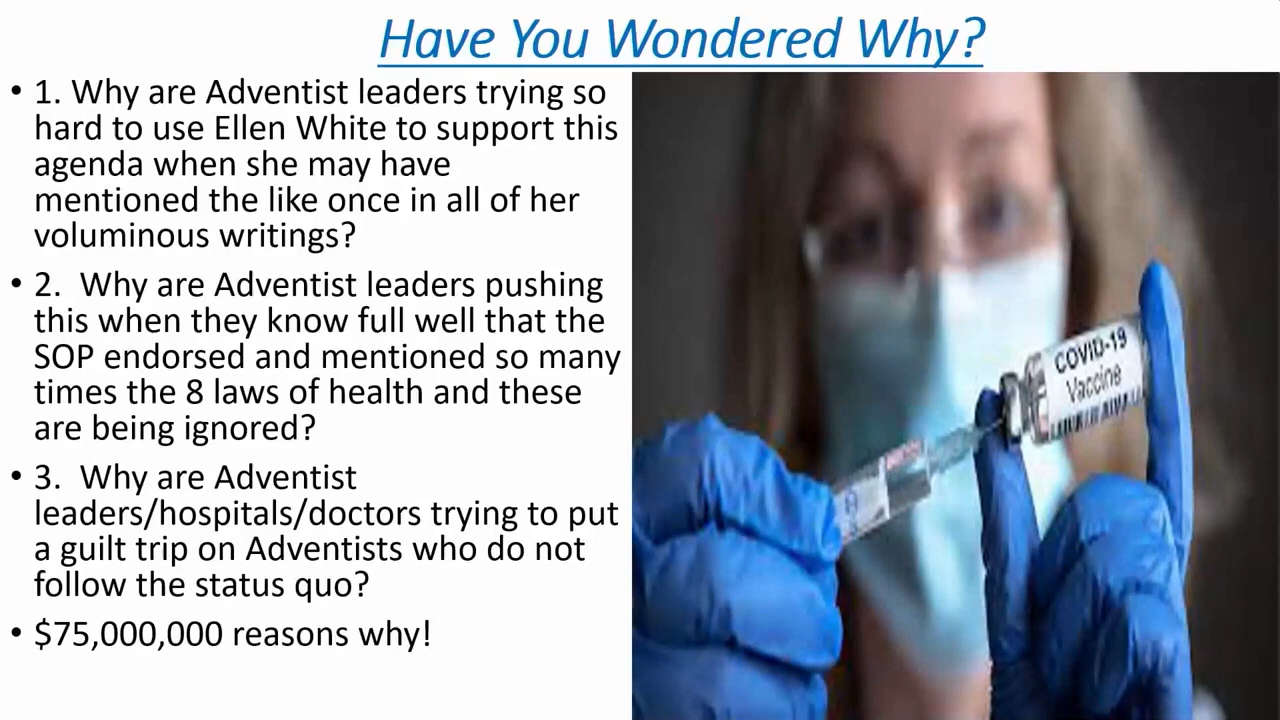 Have You Wondered Why?
• 1. Why are Adventist leaders trying so
hard to use Ellen White to support this
agenda when she may have
mentioned the like once in all of her
voluminous writings?
• 2.  Why are Adventist leaders pushing
this when they know full well that the
SOP endorsed and mentioned so many
times the 8 laws of health and these
are being ignored?
• 3.  Why are Adventist
leaders/hospitals/doctors trying to put
a guilt trip on Adventists who do not
follow the status quo?
• $75,000,000 reasons why!
COVID-19
Vaccine